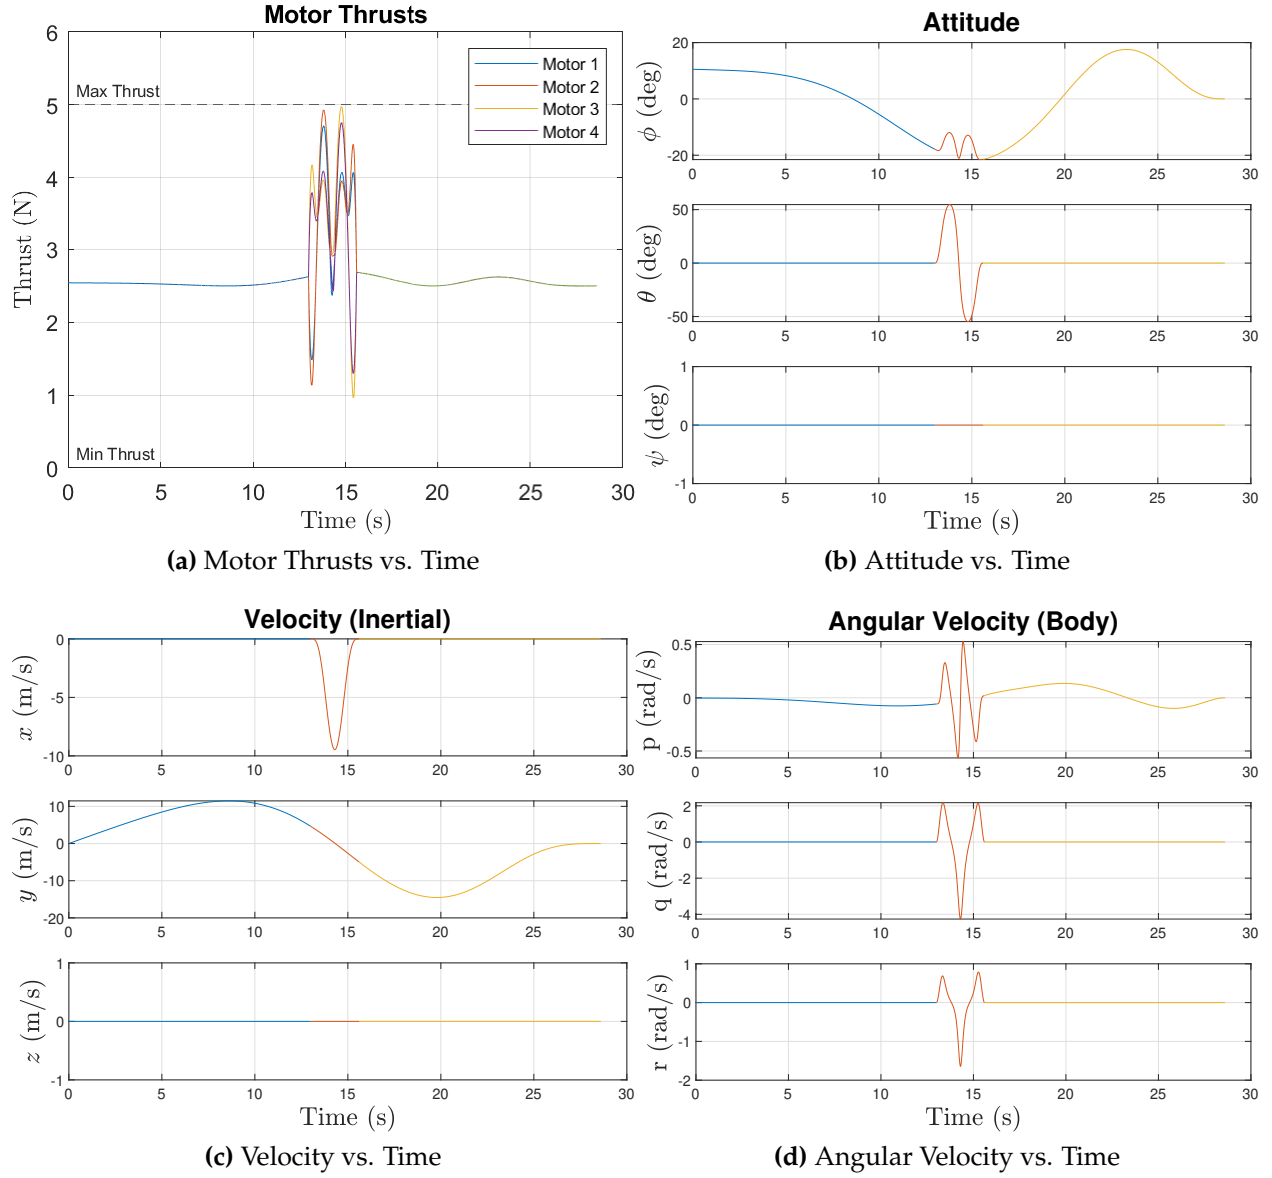 Motor Thrusts
6
5
4
3
2
1
0
Thrust (N)
Max Thrust
Min Thrust
Motor 1
Motor 2
Motor 3
Motor 4
0 5 10 15 20 25 30
Time (s)
(a) Motor Thrusts vs. Time
Attitude
20
0
-20
ϕ (deg)
0 5 10 15 20 25 30
50
0
-50
θ (deg)
0 5 10 15 20 25 30
1
0
-1
ψ (deg)
0 5 10 15 20 25 30
Time (s)
(b) Attitude vs. Time
Velocity (Inertial)
0
-5
-10
x (m/s)
0 5 10 15 20 25 30
10
0
-10
-20
y (m/s)
0 5 10 15 20 25 30
1
0
-1
z (m/s)
0 5 10 15 20 25 30
Time (s)
(c) Velocity vs. Time
Angular Velocity (Body)
0.5
0
-0.5
p (rad/s)
0 5 10 15 20 25 30
2
0
-2
-4
q (rad/s)
0 5 10 15 20 25 30
1
0
-1
-2
r (rad/s)
0 5 10 15 20 25 30
Time (s)
(d) Angular Velocity vs. Time